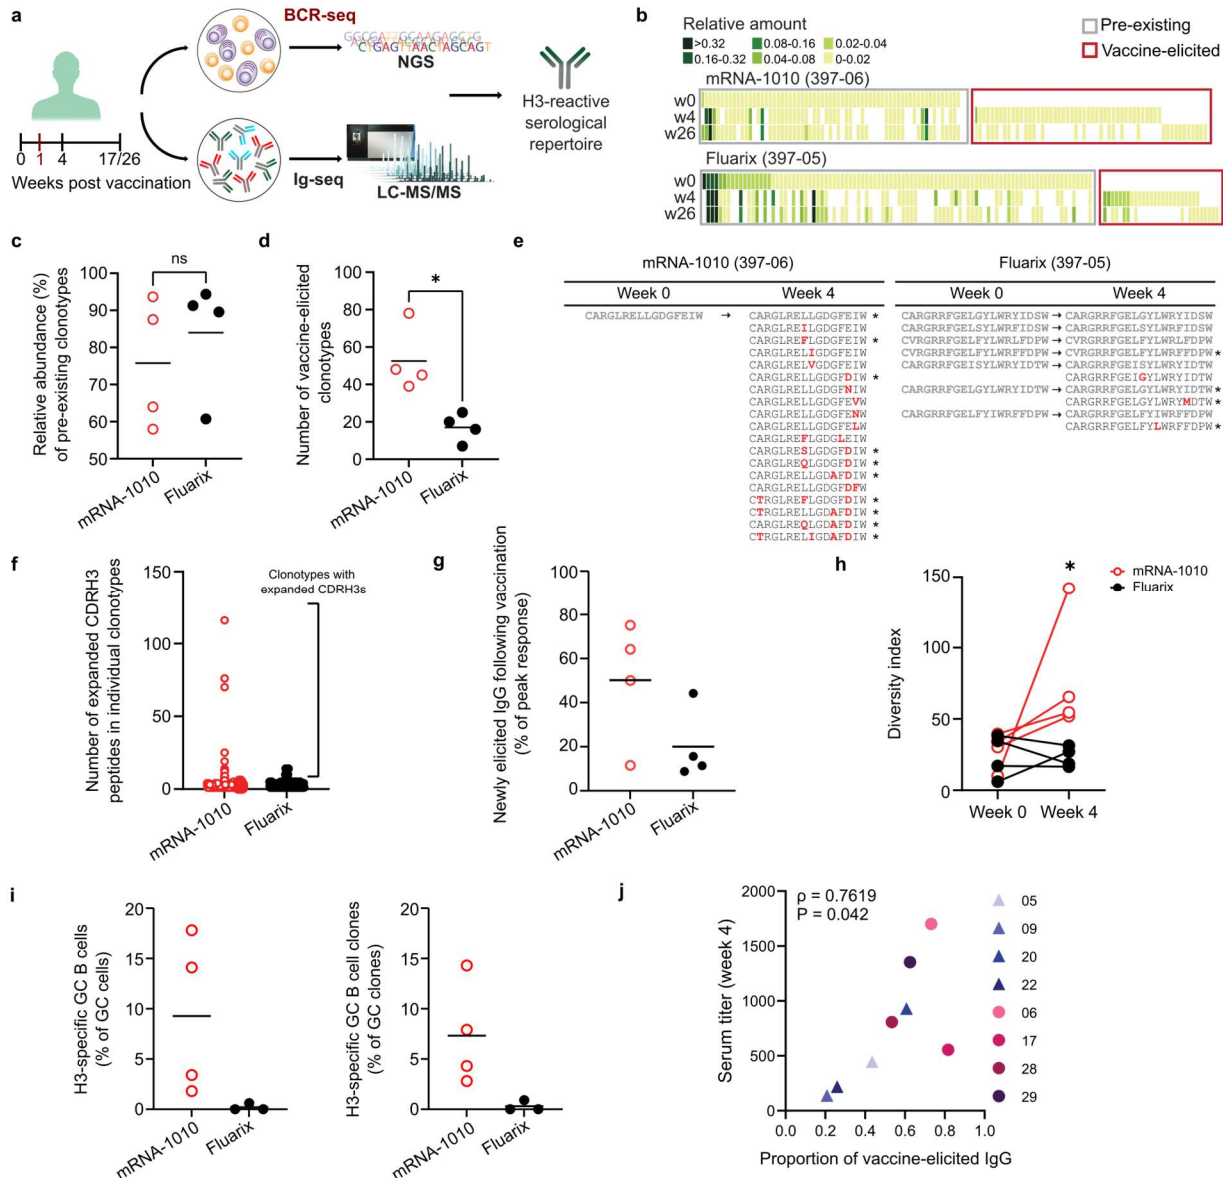 a
BCR-seq
GGCGATTGCAAGAGCTG
CTGAGTTAACTAGCAGT
NGS
0 1 4 17/26
Weeks post vaccination
Ig-seq
LC-MS/MS
H3-reactive
serological
repertoire
b
Relative amount
>0.32 0.08-0.16 0.02-0.04
0.16-0.32 0.04-0.08 0-0.02
Pre-existing
Vaccine-elicited
mRNA-1010 (397-06)
w0
w4
w26
Fluarix (397-05)
w0
w4
w26
c
Relative abundance (%)
of pre-existing clonotypes
100
90
80
70
60
50
ns
mRNA-1010
Fluarix
d
Number of vaccine-elicited
clonotypes
100
80
60
40
20
0
*
mRNA-1010
Fluarix
e
mRNA-1010 (397-06)
Week 0 Week 4
CARGLRELLGDGFEIW → CARGLRELLGDGFEIW *
CARGLREILGDGFEIW
CARGLREFLGDGFEIW *
CARGLRELIGDGFEIW
CARGLRELVGDGFEIW
CARGLRELLGDGFDIW *
CARGLRELLGDGFNIW
CARGLRELLGDGFEVW
CARGLRELLGDGFENW
CARGLRELLGDGFELW
CARGLREFLGDGLEIW
CARGLRESLGDGFDIW *
CARGLREQLGDGFDIW *
CARGLRELLGDAFDIW *
CARGLRELLGDGFDFW
CTRGLREFLGDGFDIW *
CTRGLRELLGDAFDIW *
CARGLREQLGDAFDIW *
CTRGLRELIGDAFDIW *
Fluarix (397-05)
Week 0 Week 4
CARGRRFGELGYLWRYIDSW → CARGRRFGELGYLWRYIDSW
CARGRRFGELSYLWRYIDSW → CARGRRFGELSYLWRYIDSW
CVRGRRFGELFYLWRLFDPW → CVRGRRFGELFYLWRLFDPW
CVRGRRFGELFYLWRFFDPW → CVRGRRFGELFYLWRFFDPW *
CARGRRFGEISYLWRYIDTW → CARGRRFGEISYLWRYIDTW
CARGRRFGEIGYLWRYIDTW *
CARGRRFGELGYLWRYIDTW → CARGRRFGELGYLWRYIDTW *
CARGRRFGELGYLWRYMDTW *
CARGRRFGELFYIWRFFDPW → CARGRRFGELFYIWRFFDPW
CARGRRFGELFYLWRFFDPW *
f
Number of expanded CDRH3
peptides in individual clonotypes
150
100
50
0
Clonotypes with
expanded CDRH3s
mRNA-1010
Fluarix
g
Newly elicited IgG following vaccination
(% of peak response)
100
80
60
40
20
0
mRNA-1010
Fluarix
h
Diversity index
150
100
50
0
*
mRNA-1010
Fluarix
Week 0 Week 4
i
H3-specific GC B cells
(% of GC cells)
20
15
10
5
0
mRNA-1010
Fluarix
H3-specific GC B cell clones
(% of GC clones)
20
15
10
5
0
mRNA-1010
Fluarix
j
ρ = 0.7619
P = 0.042
Serum titer (week 4)
2000
1500
1000
500
0
0.0 0.2 0.4 0.6 0.8 1.0
Proportion of vaccine-elicited IgG
05
09
20
22
06
17
28
29